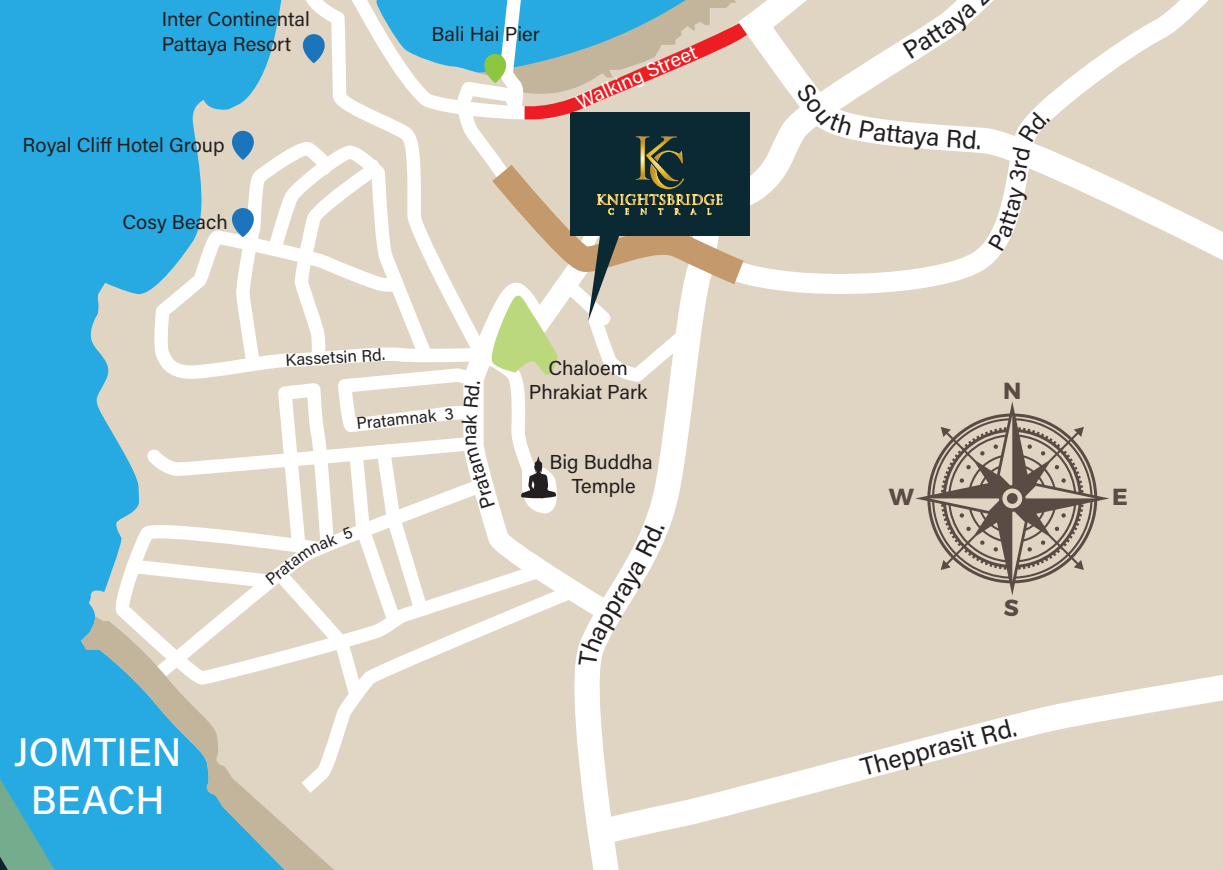 Inter Continental
Pattaya Resort
Bali Hai Pier
Walking Street
Pattaya 2
South Pattaya Rd.
Pattay 3rd Rd.
Royal Cliff Hotel Group
KC
KNIGHTSBRIDGE
CENTRAL
Cosy Beach
Kassetsin Rd.
Chaloem
Phrakiat Park
Pratamnak 3
Pratamnak Rd.
Big Buddha
Temple
Pratamnak 5
Thappraya Rd.
N
W
E
S
JOMTIEN
BEACH
Thepprasit Rd.